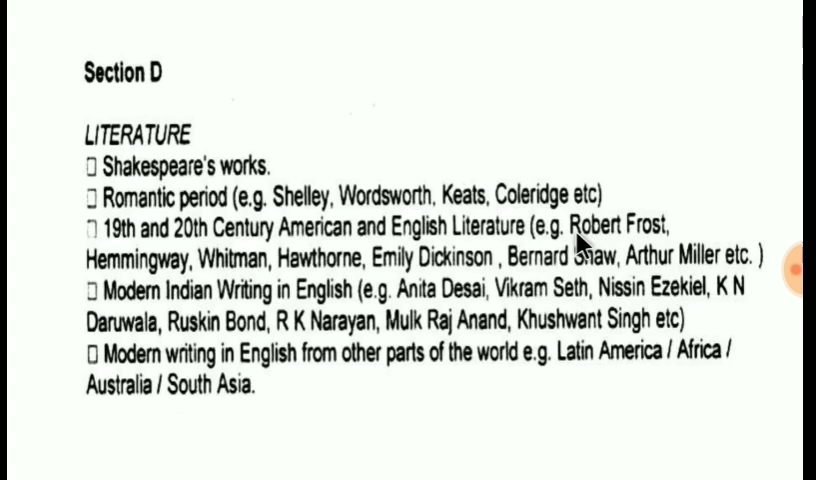 Section D
LITERATURE
Shakespeare's works.
Romantic period (e.g. Shelley, Wordsworth, Keats, Coleridge etc)
19th and 20th Century American and English Literature (e.g. Robert Frost,
Hemmingway, Whitman, Hawthorne, Emily Dickinson , Bernard Shaw, Arthur Miller etc. )
Modern Indian Writing in English (e.g. Anita Desai, Vikram Seth, Nissin Ezekiel, K N
Daruwala, Ruskin Bond, R K Narayan, Mulk Raj Anand, Khushwant Singh etc)
Modern writing in English from other parts of the world e.g. Latin America / Africa /
Australia / South Asia.